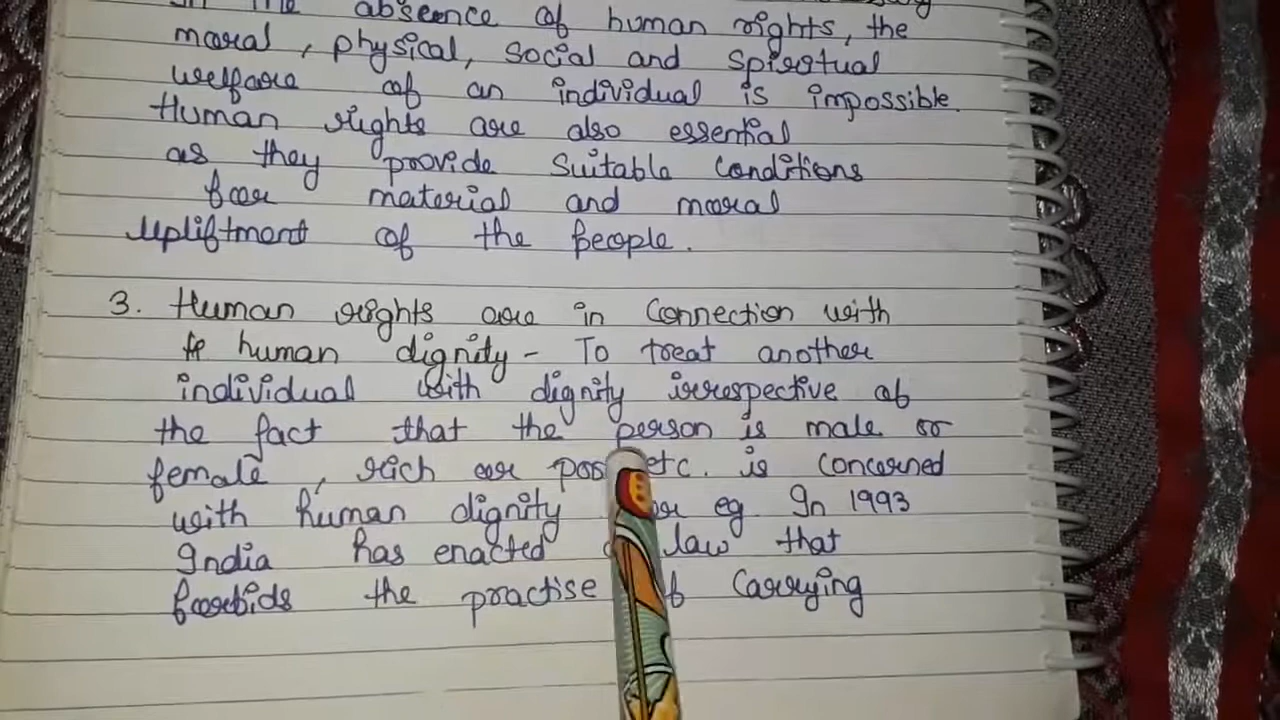 In the absence of human rights, the
moral, physical, social and spiritual
welfare of an individual is impossible.
Human rights are also essential
as they provide suitable conditions
for material and moral
upliftment of the people.
3. Human rights are in connection with
human dignity - To treat another
individual with dignity irrespective of
the fact that the person is male or
female, rich or poor etc. is concerned
with human dignity for eg. In 1993
India has enacted a law that
forbids the practise of carrying